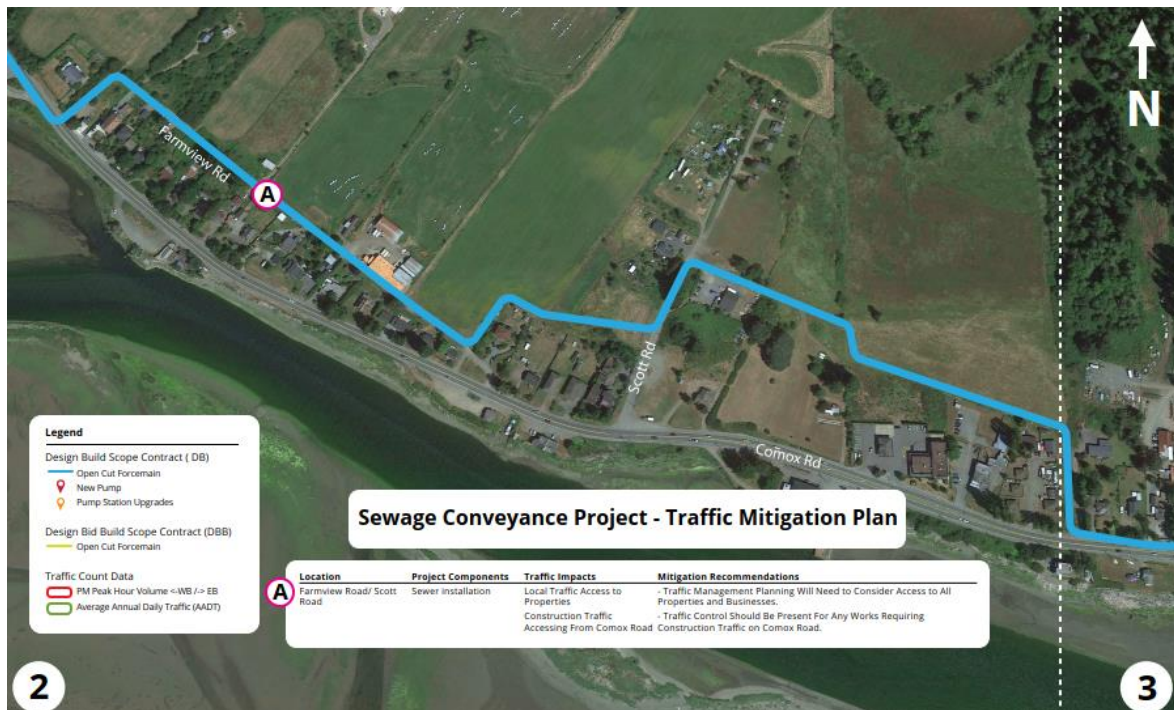 N
Farmview Rd
A
Scott Rd
Comox Rd
Legend
Design Build Scope Contract ( DB)
Open Cut Forcemain
New Pump
Pump Station Upgrades
Design Bid Build Scope Contract (DBB)
Open Cut Forcemain
Traffic Count Data
PM Peak Hour Volume <-WB /-> EB
Average Annual Daily Traffic (AADT)
Sewage Conveyance Project - Traffic Mitigation Plan
Location Project Components Traffic Impacts Mitigation Recommendations
A Farmview Road/ Scott Sewer installation Local Traffic Access to - Traffic Management Planning Will Need to Consider Access to All
Road Properties Properties and Businesses.
Construction Traffic - Traffic Control Should Be Present For Any Works Requiring
Accessing From Comox Road Construction Traffic on Comox Road.
2
3